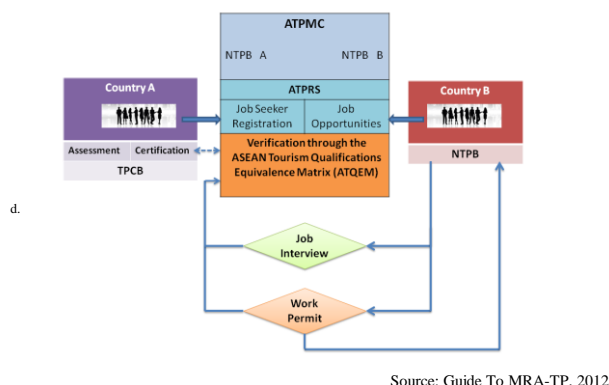 ATPMC
NTPB A NTPB B
Country A
ATPRS
Country B
Job Seeker
Registration
Job
Opportunities
Assessment Certification
TPCB
Verification through the
ASEAN Tourism Qualifications
Equivalence Matrix (ATQEM)
NTPB
d.
Job
Interview
Work
Permit
Source: Guide To MRA-TP, 2012